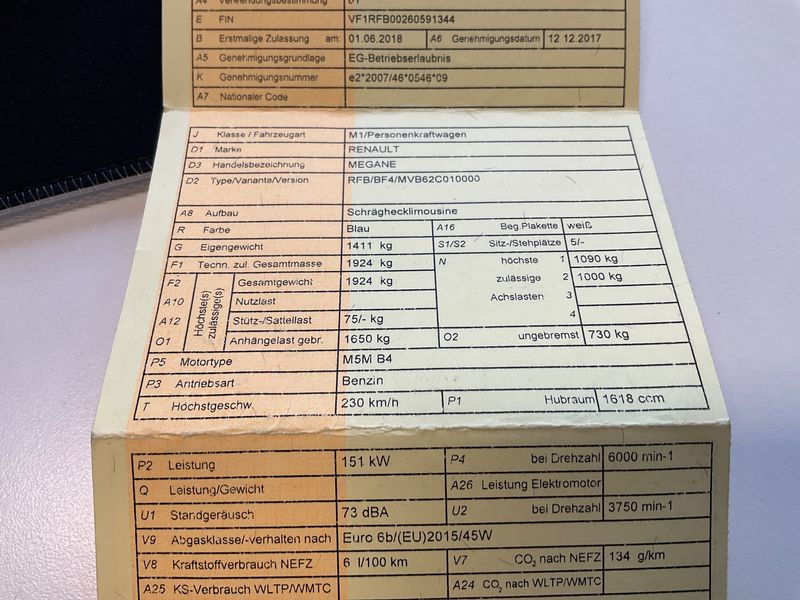 A4 Verwendungsbestimmung 01
E FIN VF1RFB00260591344
B Erstmalige Zulassung am: 01.06.2018 A6 Genehmigungsdatum 12 12.2017
A5 Genehmigungsgrundlage EG-Betriebserlaubnis
K Genehmigungsnummer e2*2007/46*0546*09
A7 Nationaler Code
J Klasse / Fahrzeugart M1/Personenkraftwagen
D1 Marke RENAULT
D3 Handelsbezeichnung MEGANE
D2 Type/Variante/Version RFB/BF4/MVB62C010000
A8 Aufbau Schräghecklimousine
R Farbe Blau A16 Beg.Plakette weiß
G Eigengewicht 1411 kg S1/S2 Sitz-/Stehplätze 5/-
F1 Techn. zul. Gesamtmasse 1924 kg N höchste 1 1090 kg
F2 Höchste(s) zulässige(s) Gesamtgewicht 1924 kg zulässige 2 1000 kg
A10 Nutzlast Achslasten 3
A12 Stütz-/Sattellast 75/- kg 4
O1 Anhängelast gebr. 1650 kg O2 ungebremst 730 kg
P5 Motortype M5M B4
P3 Antriebsart Benzin
T Höchstgeschw. 230 km/h P1 Hubraum 1618 ccm
P2 Leistung 151 kW P4 bei Drehzahl 6000 min-1
Q Leistung/Gewicht A26 Leistung Elektromotor
U1 Standgeräusch 73 dBA U2 bei Drehzahl 3750 min-1
V9 Abgasklasse/-verhalten nach Euro 6b/(EU)2015/45W
V8 Kraftstoffverbrauch NEFZ 6 l/100 km V7 CO2 nach NEFZ 134 g/km
A25 KS-Verbrauch WLTP/WMTC A24 CO2 nach WLTP/WMTC